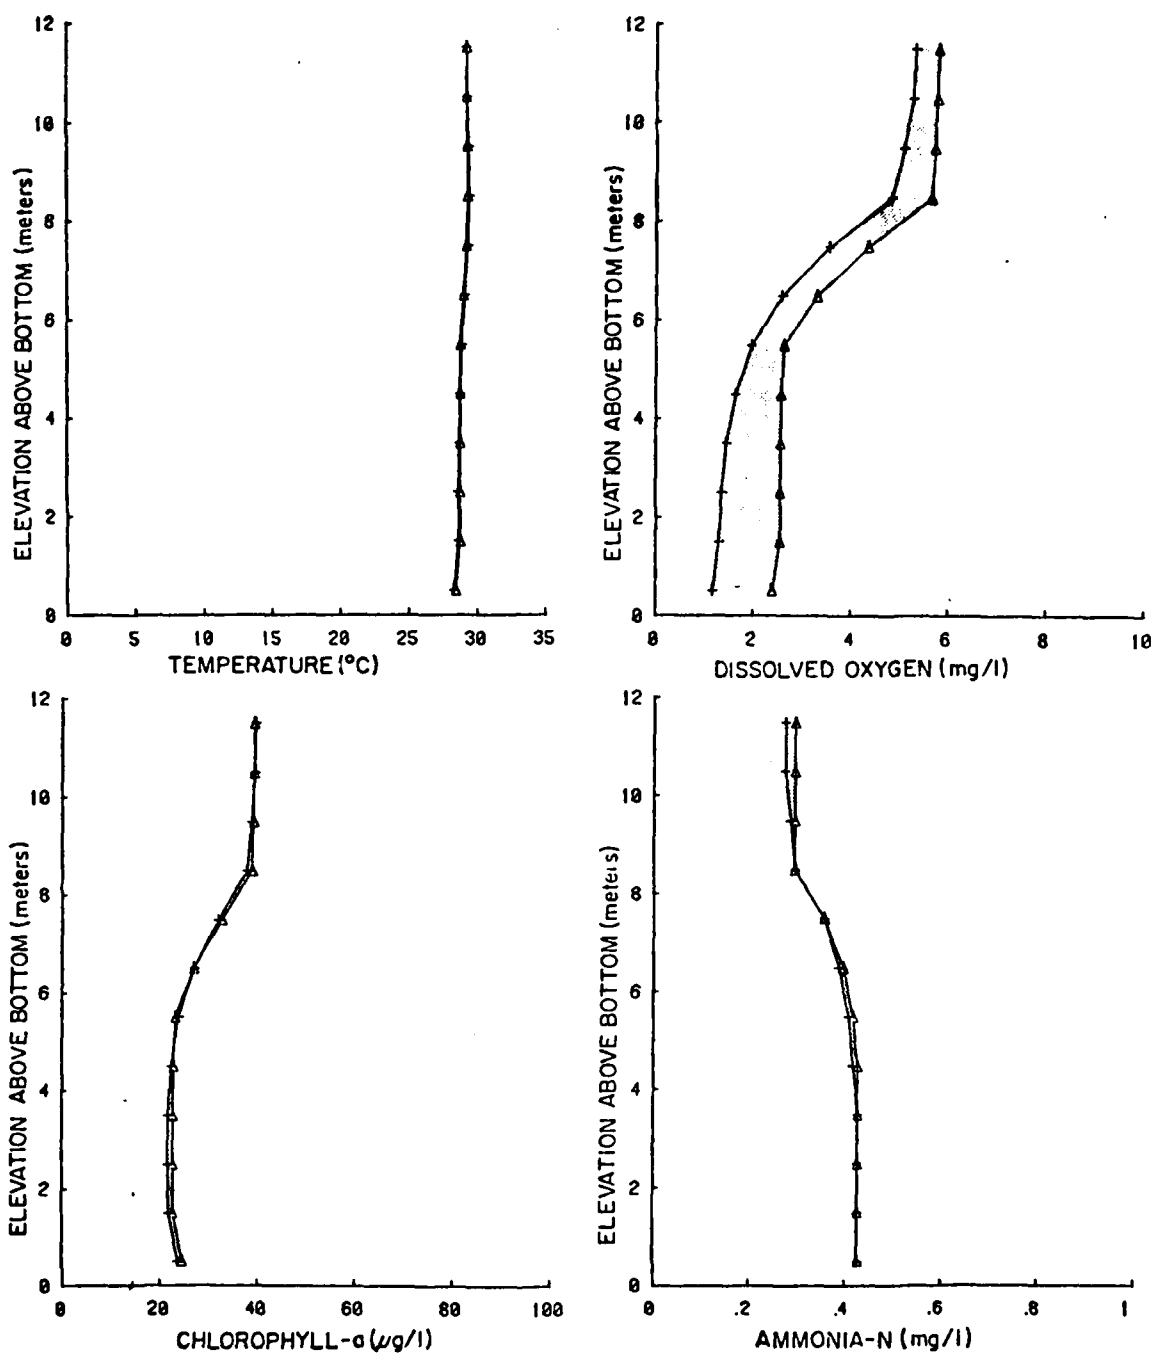 12
10
8
6
4
2
0
ELEVATION ABOVE BOTTOM (meters)
0 5 10 15 20 25 30 35
TEMPERATURE (°C)
12
10
8
6
4
2
0
ELEVATION ABOVE BOTTOM (meters)
0 2 4 6 8 10
DISSOLVED OXYGEN (mg/l)
12
10
8
6
4
2
0
ELEVATION ABOVE BOTTOM (meters)
0 20 40 60 80 100
CHLOROPHYLL-a (µg/l)
12
10
8
6
4
2
0
ELEVATION ABOVE BOTTOM (meters)
0 .2 .4 .6 .8 1
AMMONIA-N (mg/l)